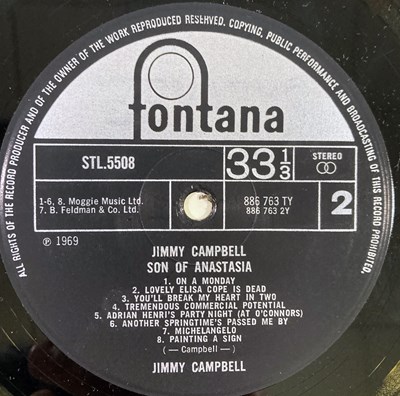 ALL RIGHTS OF THE RECORD PRODUCER AND OF THE OWNER OF THE WORK REPRODUCED RESERVED. COPYING, PUBLIC PERFORMANCE AND BROADCASTING OF THIS RECORD PROHIBITED.
fontana
STL.5508
33 1/3
STEREO
1-6, 8. Moggie Music Ltd.
7. B. Feldman & Co. Ltd.
886 763 TY
886 763 2Y
2
℗ 1969
JIMMY CAMPBELL
SON OF ANASTASIA
1. ON A MONDAY
2. LOVELY ELISA COPE IS DEAD
3. YOU'LL BREAK MY HEART IN TWO
4. TREMENDOUS COMMERCIAL POTENTIAL
5. ADRIAN HENRI'S PARTY NIGHT (AT O'CONNORS)
6. ANOTHER SPRINGTIME'S PASSED ME BY
7. MICHELANGELO
8. PAINTING A SIGN
(— Campbell —)
JIMMY CAMPBELL